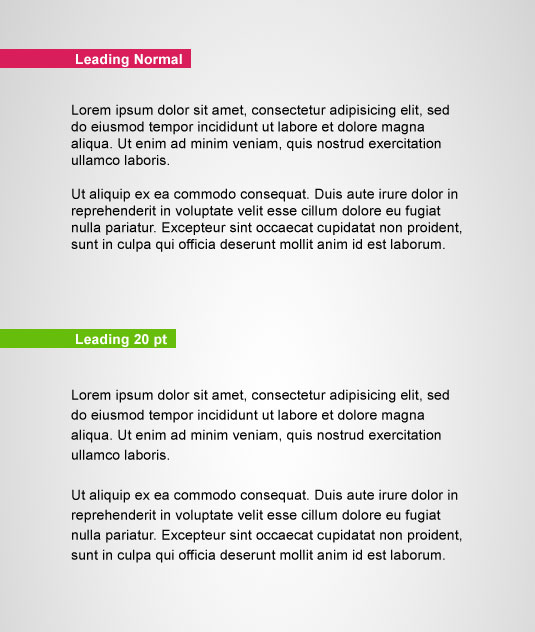 Leading Normal
Lorem ipsum dolor sit amet, consectetur adipisicing elit, sed
do eiusmod tempor incididunt ut labore et dolore magna
aliqua. Ut enim ad minim veniam, quis nostrud exercitation
ullamco laboris.
Ut aliquip ex ea commodo consequat. Duis aute irure dolor in
reprehenderit in voluptate velit esse cillum dolore eu fugiat
nulla pariatur. Excepteur sint occaecat cupidatat non proident,
sunt in culpa qui officia deserunt mollit anim id est laborum.
Leading 20 pt
Lorem ipsum dolor sit amet, consectetur adipisicing elit, sed
do eiusmod tempor incididunt ut labore et dolore magna
aliqua. Ut enim ad minim veniam, quis nostrud exercitation
ullamco laboris.
Ut aliquip ex ea commodo consequat. Duis aute irure dolor in
reprehenderit in voluptate velit esse cillum dolore eu fugiat
nulla pariatur. Excepteur sint occaecat cupidatat non proident,
sunt in culpa qui officia deserunt mollit anim id est laborum.